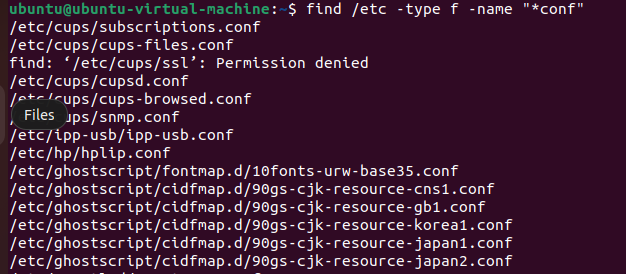 ubuntu@ubuntu-virtual-machine:~$ find /etc -type f -name "*conf"
/etc/cups/subscriptions.conf
/etc/cups/cups-files.conf
find: ‘/etc/cups/ssl’: Permission denied
/etc/cups/cupsd.conf
/etc/cups/cups-browsed.conf
Files
ups/snmp.conf
/etc/ipp-usb/ipp-usb.conf
/etc/hp/hplip.conf
/etc/ghostscript/fontmap.d/10fonts-urw-base35.conf
/etc/ghostscript/cidfmap.d/90gs-cjk-resource-cns1.conf
/etc/ghostscript/cidfmap.d/90gs-cjk-resource-gb1.conf
/etc/ghostscript/cidfmap.d/90gs-cjk-resource-korea1.conf
/etc/ghostscript/cidfmap.d/90gs-cjk-resource-japan1.conf
/etc/ghostscript/cidfmap.d/90gs-cjk-resource-japan2.conf